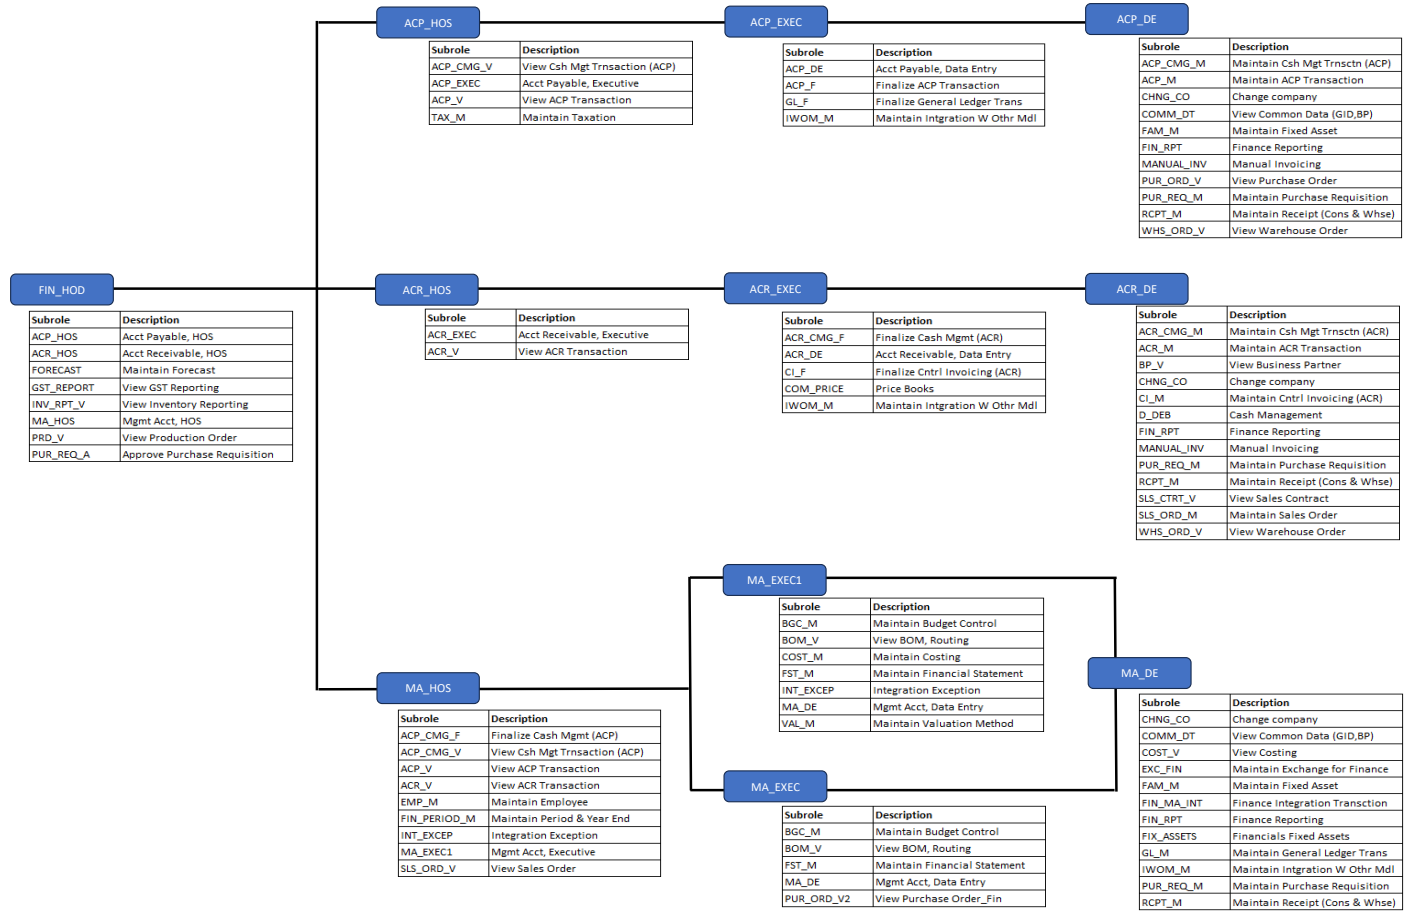 ACP_HOS
Subrole Description
ACP_CMG_V View Csh Mgt Trnsaction (ACP)
ACP_EXEC Acct Payable, Executive
ACP_V View ACP Transaction
TAX_M Maintain Taxation
ACP_EXEC
Subrole Description
ACP_DE Acct Payable, Data Entry
ACP_F Finalize ACP Transaction
GL_F Finalize General Ledger Trans
IWOM_M Maintain Intgration W Othr Mdl
ACP_DE
Subrole Description
ACP_CMG_M Maintain Csh Mgt Trnsctn (ACP)
ACP_M Maintain ACP Transaction
CHNG_CO Change company
COMM_DT View Common Data (GID,BP)
FAM_M Maintain Fixed Asset
FIN_RPT Finance Reporting
MANUAL_INV Manual Invoicing
PUR_ORD_V View Purchase Order
PUR_REQ_M Maintain Purchase Requisition
RCPT_M Maintain Receipt (Cons & Whse)
WHS_ORD_V View Warehouse Order
FIN_HOD
Subrole Description
ACP_HOS Acct Payable, HOS
ACR_HOS Acct Receivable, HOS
FORECAST Maintain Forecast
GST_REPORT View GST Reporting
INV_RPT_V View Inventory Reporting
MA_HOS Mgmt Acct, HOS
PRD_V View Production Order
PUR_REQ_A Approve Purchase Requisition
ACR_HOS
Subrole Description
ACR_EXEC Acct Receivable, Executive
ACR_V View ACR Transaction
ACR_EXEC
Subrole Description
ACR_CMG_F Finalize Cash Mgmt (ACR)
ACR_DE Acct Receivable, Data Entry
CI_F Finalize Cntrl Invoicing (ACR)
COM_PRICE Price Books
IWOM_M Maintain Intgration W Othr Mdl
ACR_DE
Subrole Description
ACR_CMG_M Maintain Csh Mgt Trnsctn (ACR)
ACR_M Maintain ACR Transaction
BP_V View Business Partner
CHNG_CO Change company
CI_M Maintain Cntrl Invoicing (ACR)
D_DEB Cash Management
FIN_RPT Finance Reporting
MANUAL_INV Manual Invoicing
PUR_REQ_M Maintain Purchase Requisition
RCPT_M Maintain Receipt (Cons & Whse)
SLS_CTRT_V View Sales Contract
SLS_ORD_M Maintain Sales Order
WHS_ORD_V View Warehouse Order
MA_HOS
Subrole Description
ACP_CMG_F Finalize Cash Mgmt (ACP)
ACP_CMG_V View Csh Mgt Trnsaction (ACP)
ACP_V View ACP Transaction
ACR_V View ACR Transaction
EMP_M Maintain Employee
FIN_PERIOD_M Maintain Period & Year End
INT_EXCEP Integration Exception
MA_EXEC1 Mgmt Acct, Executive
SLS_ORD_V View Sales Order
MA_EXEC1
Subrole Description
BGC_M Maintain Budget Control
BOM_V View BOM, Routing
COST_M Maintain Costing
FST_M Maintain Financial Statement
INT_EXCEP Integration Exception
MA_DE Mgmt Acct, Data Entry
VAL_M Maintain Valuation Method
MA_EXEC
Subrole Description
BGC_M Maintain Budget Control
BOM_V View BOM, Routing
FST_M Maintain Financial Statement
MA_DE Mgmt Acct, Data Entry
PUR_ORD_V2 View Purchase Order_Fin
MA_DE
Subrole Description
CHNG_CO Change company
COMM_DT View Common Data (GID,BP)
COST_V View Costing
EXC_FIN Maintain Exchange for Finance
FAM_M Maintain Fixed Asset
FIN_MA_INT Finance Integration Transction
FIN_RPT Finance Reporting
FIX_ASSETS Financials Fixed Assets
GL_M Maintain General Ledger Trans
IWOM_M Maintain Intgration W Othr Mdl
PUR_REQ_M Maintain Purchase Requisition
RCPT_M Maintain Receipt (Cons & Whse)